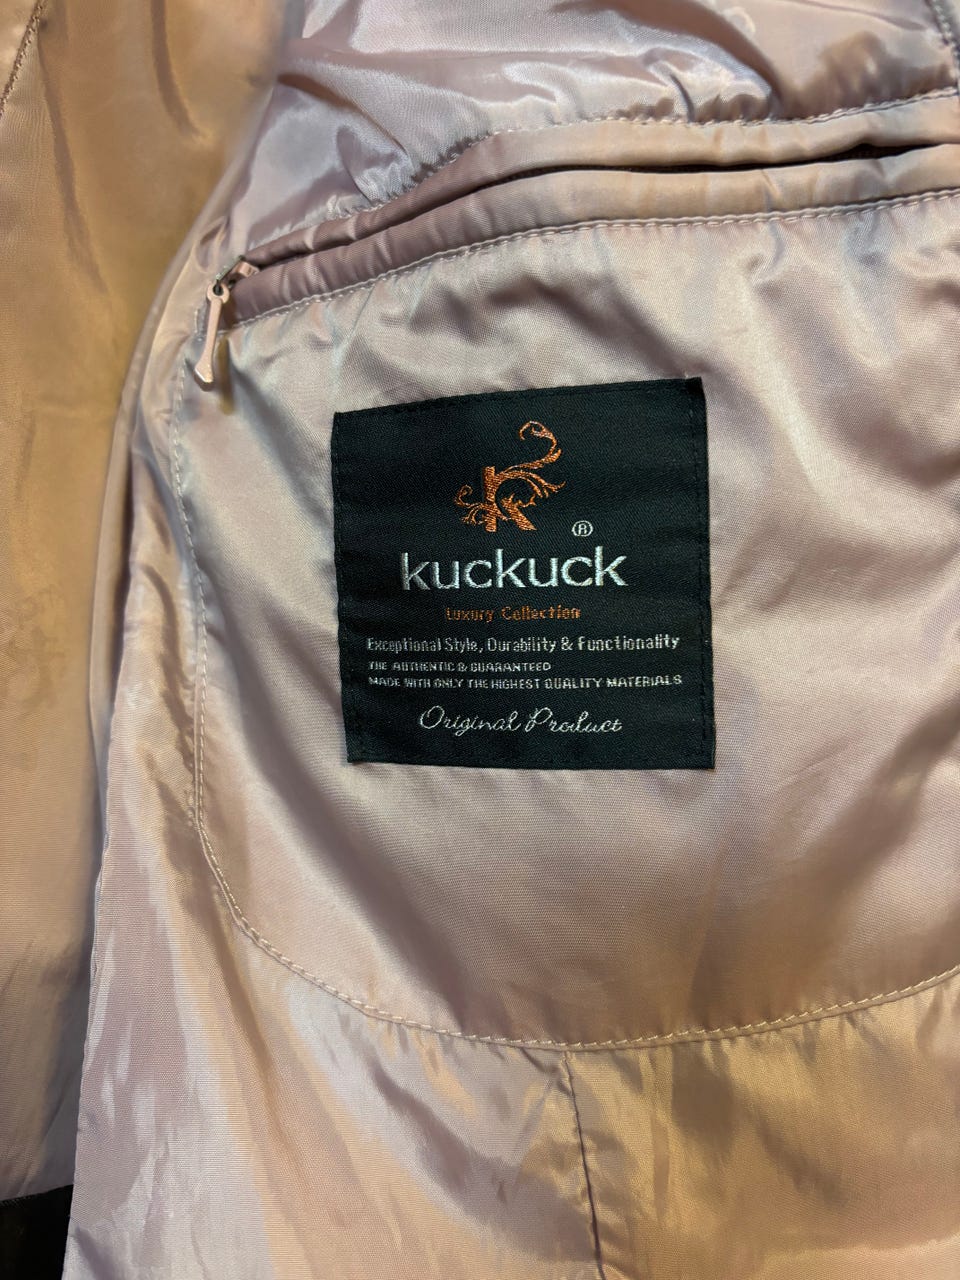 ®
kuckuck
Luxury Collection
Exceptional Style, Durability & Functionality
THE AUTHENTIC & GUARANTEED
MADE WITH ONLY THE HIGHEST QUALITY MATERIALS
Original Product